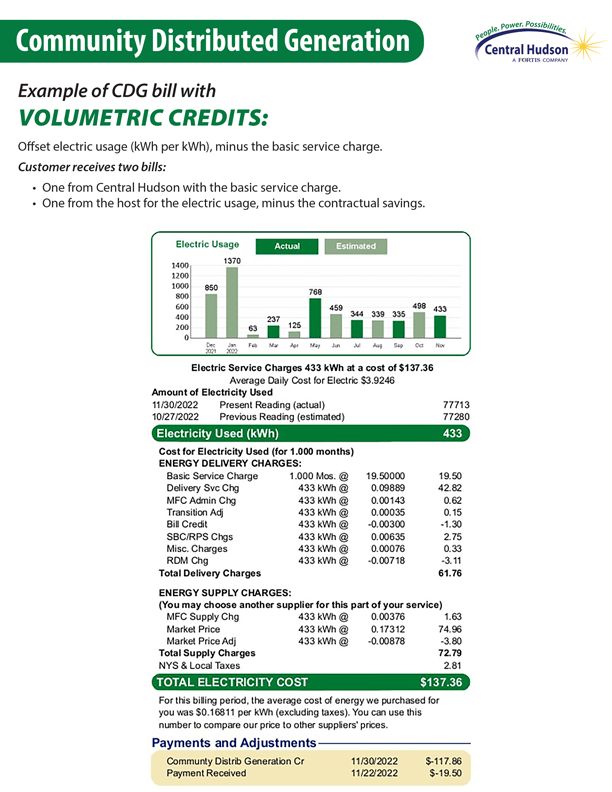 Community Distributed Generation
People. Power. Possibilities.
Central Hudson
A FORTIS COMPANY
Example of CDG bill with
VOLUMETRIC CREDITS:
Offset electric usage (kWh per kWh), minus the basic service charge.
Customer receives two bills:
• One from Central Hudson with the basic service charge.
• One from the host for the electric usage, minus the contractual savings.
Electric Usage Actual Estimated
1400
1200
1000
800
600
400
200
0
850 1370 63 237 125 768 459 344 339 335 498 433
Dec Jan Feb Mar Apr May Jun Jul Aug Sep Oct Nov
2021 2022
Electric Service Charges 433 kWh at a cost of $137.36
Average Daily Cost for Electric $3.9246
Amount of Electricity Used
11/30/2022 Present Reading (actual) 77713
10/27/2022 Previous Reading (estimated) 77280
Electricity Used (kWh) 433
Cost for Electricity Used (for 1.000 months)
ENERGY DELIVERY CHARGES:
Basic Service Charge 1.000 Mos. @ 19.50000 19.50
Delivery Svc Chg 433 kWh @ 0.09889 42.82
MFC Admin Chg 433 kWh @ 0.00143 0.62
Transition Adj 433 kWh @ 0.00035 0.15
Bill Credit 433 kWh @ -0.00300 -1.30
SBC/RPS Chgs 433 kWh @ 0.00635 2.75
Misc. Charges 433 kWh @ 0.00076 0.33
RDM Chg 433 kWh @ -0.00718 -3.11
Total Delivery Charges 61.76
ENERGY SUPPLY CHARGES:
(You may choose another supplier for this part of your service)
MFC Supply Chg 433 kWh @ 0.00376 1.63
Market Price 433 kWh @ 0.17312 74.96
Market Price Adj 433 kWh @ -0.00878 -3.80
Total Supply Charges 72.79
NYS & Local Taxes 2.81
TOTAL ELECTRICITY COST $137.36
For this billing period, the average cost of energy we purchased for
you was $0.16811 per kWh (excluding taxes). You can use this
number to compare our price to other suppliers' prices.
Payments and Adjustments
Communty Distrib Generation Cr 11/30/2022 $-117.86
Payment Received 11/22/2022 $-19.50